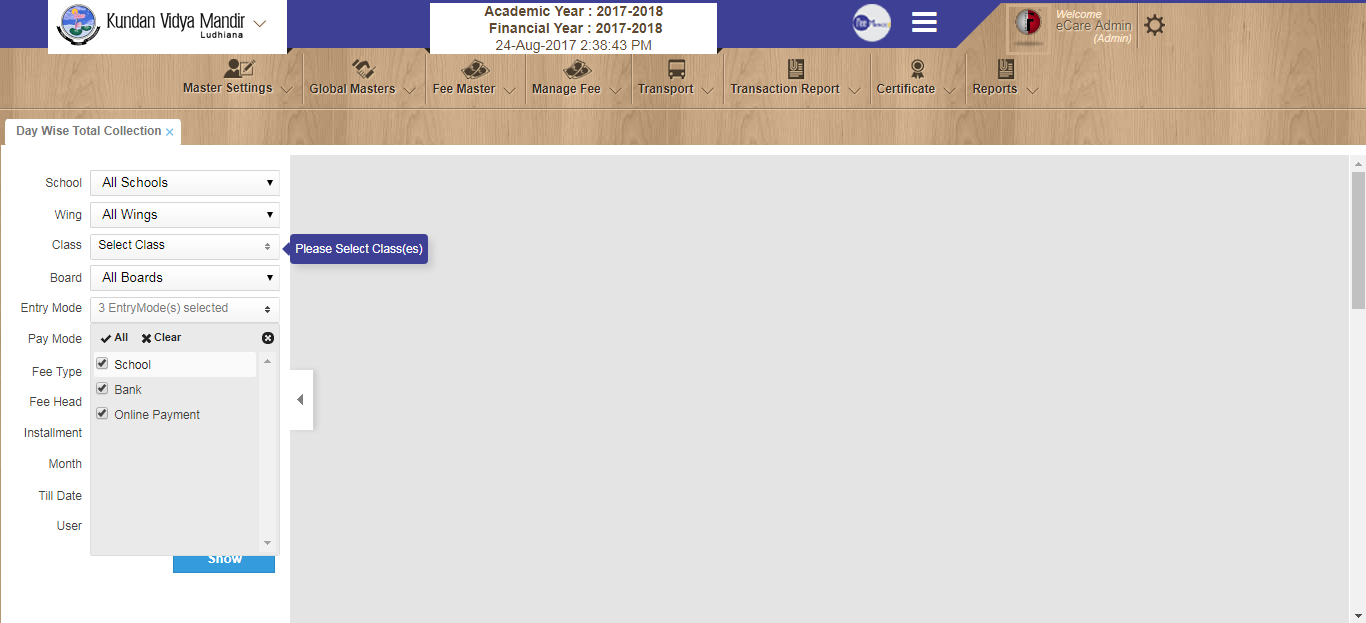 Kundan Vidya Mandir
Ludhiana
Academic Year : 2017-2018
Financial Year : 2017-2018
24-Aug-2017 2:38:43 PM
Welcome
eCare Admin
(Admin)
Master Settings
Global Masters
Fee Master
Manage Fee
Transport
Transaction Report
Certificate
Reports
Day Wise Total Collection ×
School All Schools
Wing All Wings
Class Select Class
Please Select Class(es)
Board All Boards
Entry Mode 3 EntryMode(s) selected
Pay Mode
All Clear
School
Fee Type
Bank
Fee Head
Online Payment
Installment
Month
Till Date
User
Show